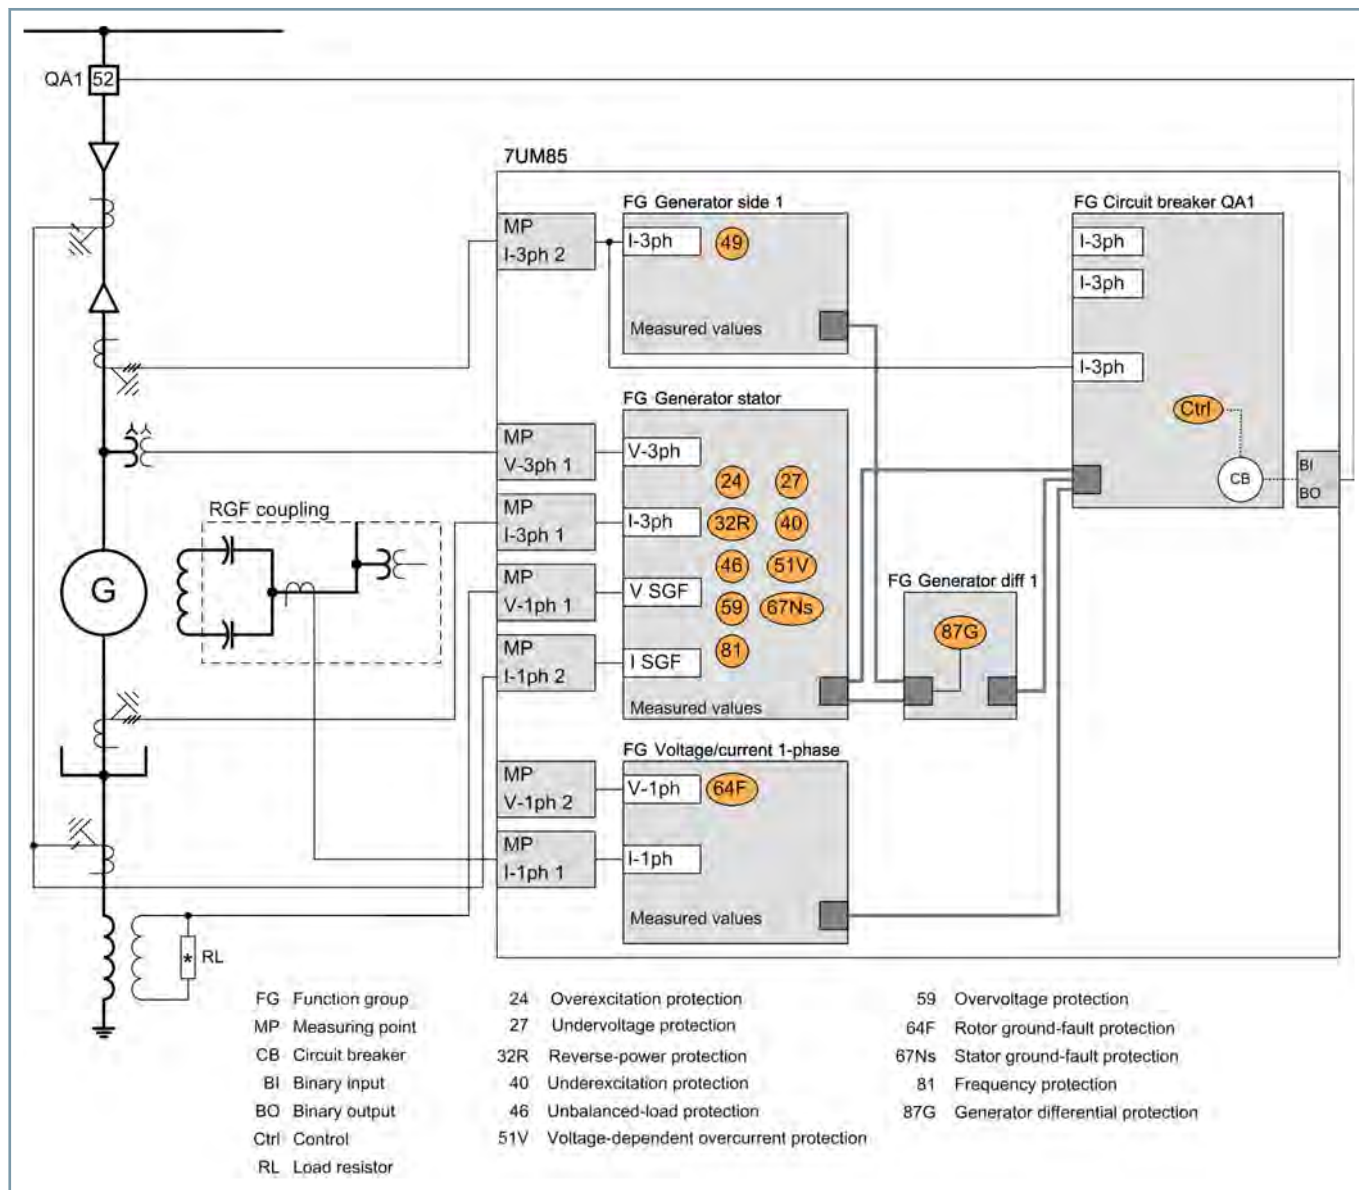 QA1 52
7UM85
FG Generator side 1
FG Circuit breaker QA1
MP
I-3ph 2
I-3ph
49
Measured values
I-3ph
I-3ph
I-3ph
Ctrl
CB
BI
BO
FG Generator stator
MP
V-3ph 1
V-3ph
MP
I-3ph 1
I-3ph
MP
V-1ph 1
V SGF
MP
I-1ph 2
I SGF
24 27
32R 40
46 51V
59 67Ns
81
Measured values
RGF coupling
G
FG Generator diff 1
87G
FG Voltage/current 1-phase
MP
V-1ph 2
V-1ph
64F
MP
I-1ph 1
I-1ph
Measured values
* RL
FG Function group
MP Measuring point
CB Circuit breaker
BI Binary input
BO Binary output
Ctrl Control
RL Load resistor
24 Overexcitation protection
27 Undervoltage protection
32R Reverse-power protection
40 Underexcitation protection
46 Unbalanced-load protection
51V Voltage-dependent overcurrent protection
59 Overvoltage protection
64F Rotor ground-fault protection
67Ns Stator ground-fault protection
81 Frequency protection
87G Generator differential protection